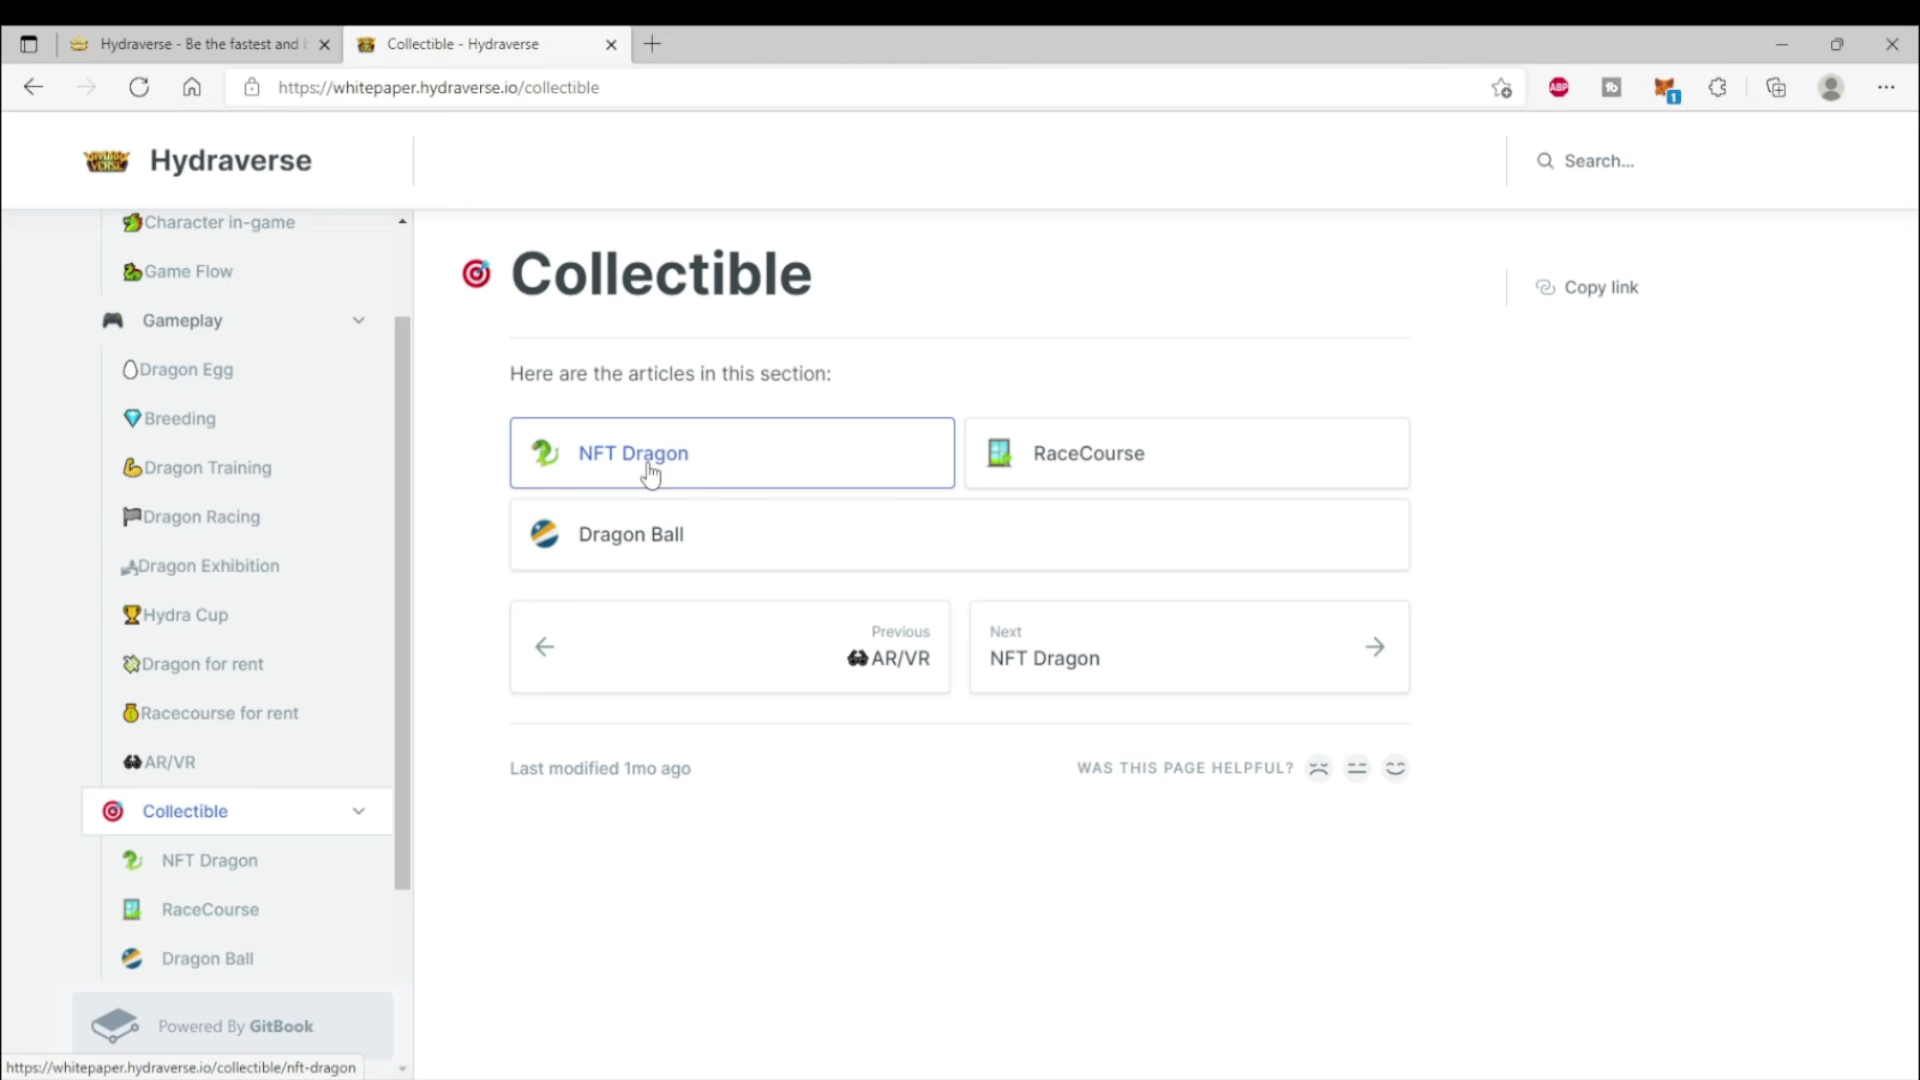 Hydraverse - Be the fastest and
Collectible - Hydraverse
https://whitepaper.hydraverse.io/collectible
ABP
1
Hydraverse
Search...
Character in-game
Game Flow
Gameplay
Dragon Egg
Breeding
Dragon Training
Dragon Racing
Dragon Exhibition
Hydra Cup
Dragon for rent
Racecourse for rent
AR/VR
Collectible
NFT Dragon
RaceCourse
Dragon Ball
Powered By GitBook
https://whitepaper.hydraverse.io/collectible/nft-dragon
Collectible
Copy link
Here are the articles in this section:
NFT Dragon
RaceCourse
Dragon Ball
Previous
AR/VR
Next
NFT Dragon
Last modified 1mo ago
WAS THIS PAGE HELPFUL?